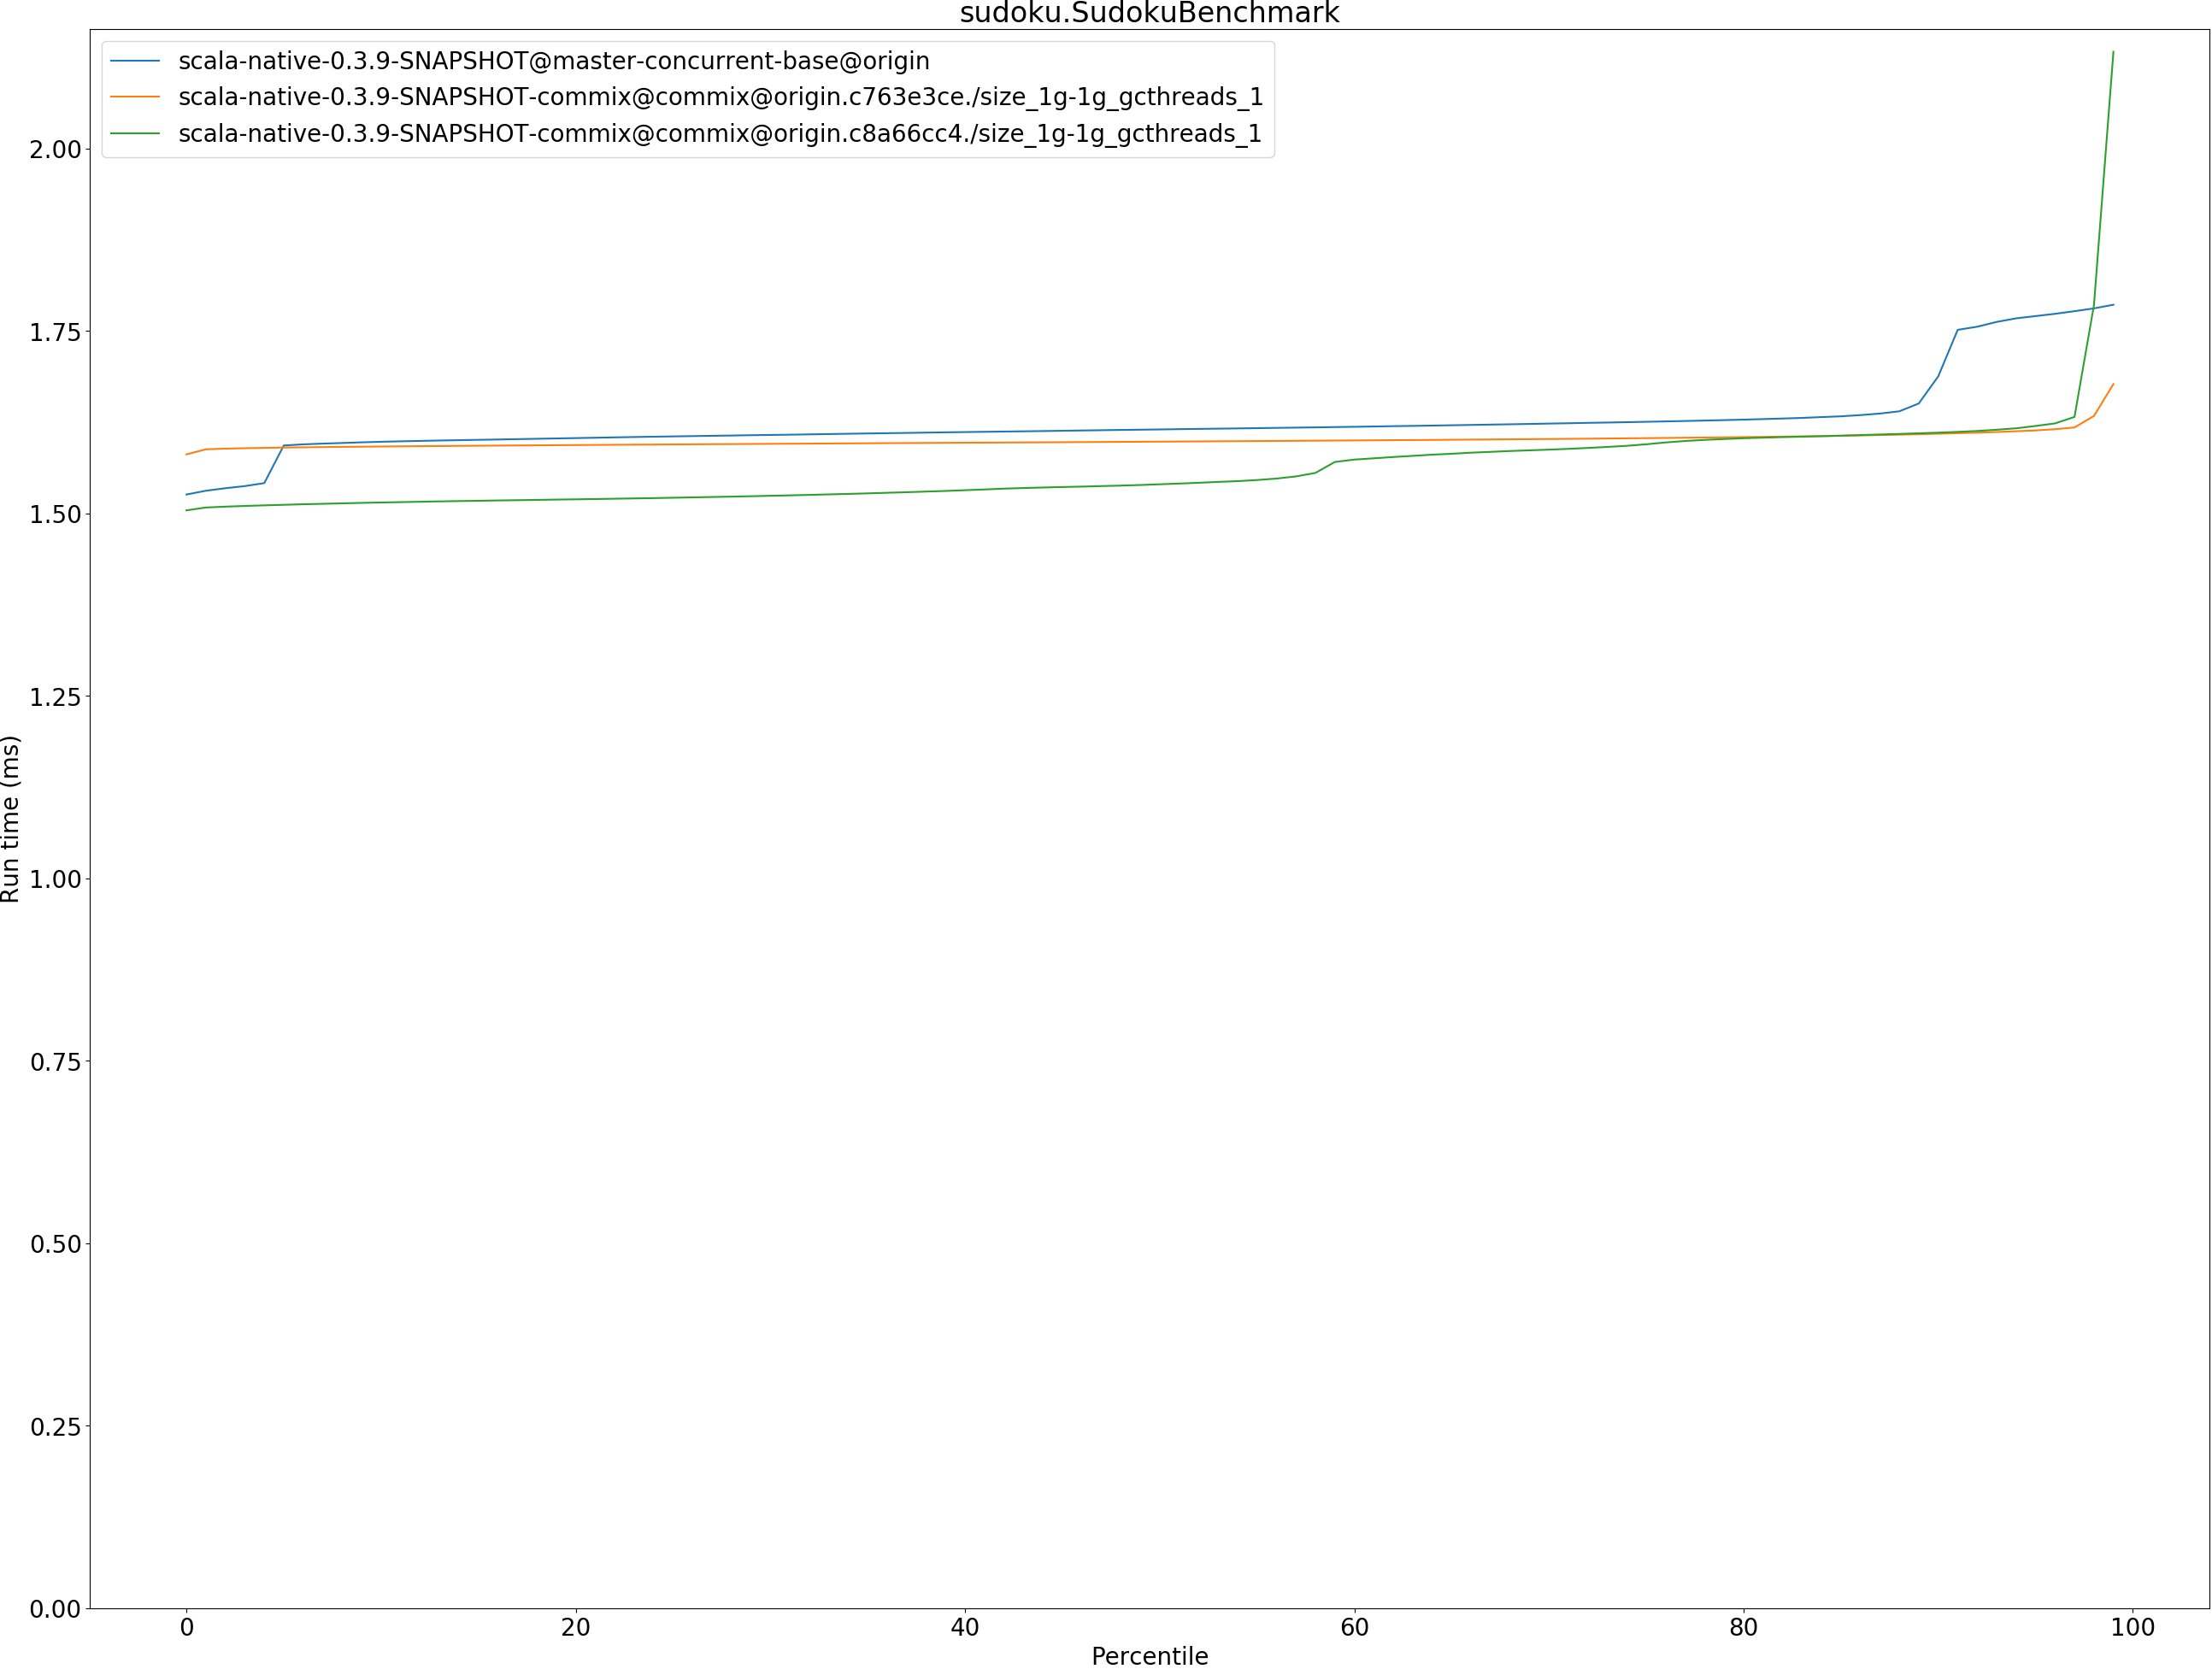 sudoku.SudokuBenchmark
scala-native-0.3.9-SNAPSHOT@master-concurrent-base@origin
scala-native-0.3.9-SNAPSHOT-commix@commix@origin.c763e3ce./size_1g-1g_gcthreads_1
scala-native-0.3.9-SNAPSHOT-commix@commix@origin.c8a66cc4./size_1g-1g_gcthreads_1
2.00
1.75
1.50
1.25
1.00
0.75
0.50
0.25
0.00
Run time (ms)
0 20 40 60 80 100
Percentile